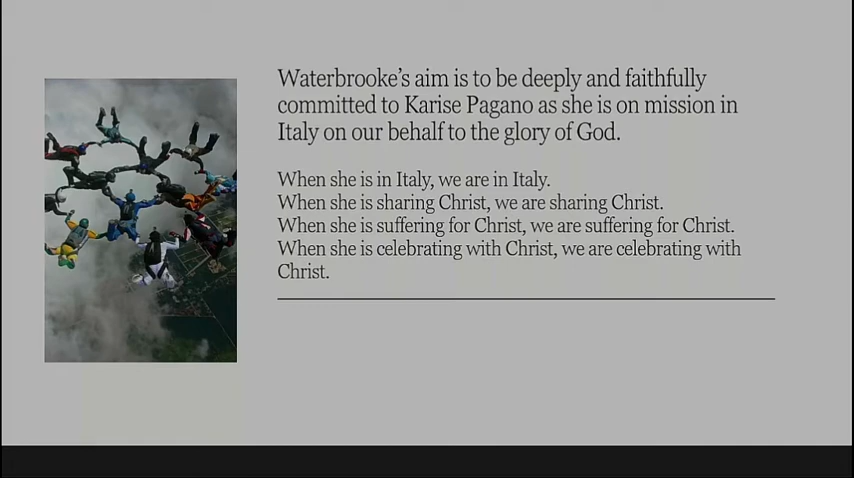 Waterbrooke’s aim is to be deeply and faithfully
committed to Karise Pagano as she is on mission in
Italy on our behalf to the glory of God.
When she is in Italy, we are in Italy.
When she is sharing Christ, we are sharing Christ.
When she is suffering for Christ, we are suffering for Christ.
When she is celebrating with Christ, we are celebrating with
Christ.